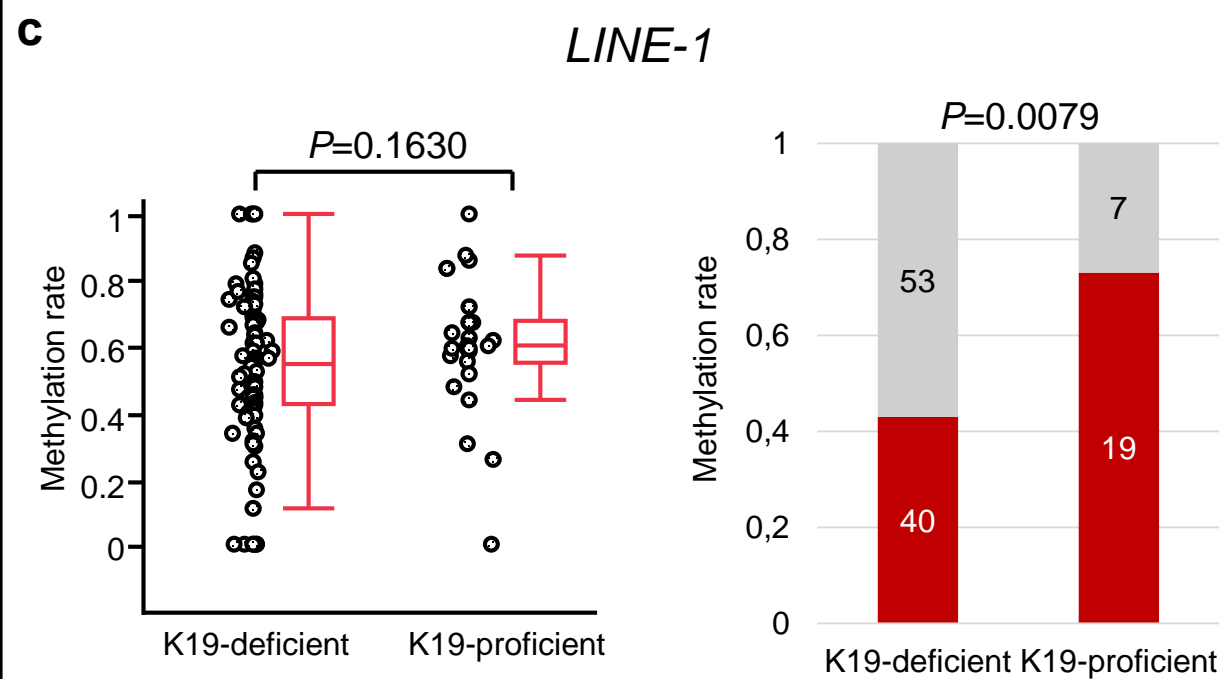 c
LINE-1
P=0.1630
Methylation rate
1
0.8
0.6
0.4
0.2
0
K19-deficient
K19-proficient
P=0.0079
Methylation rate
1
0,8
0,6
0,4
0,2
0
53
40
7
19
K19-deficient
K19-proficient